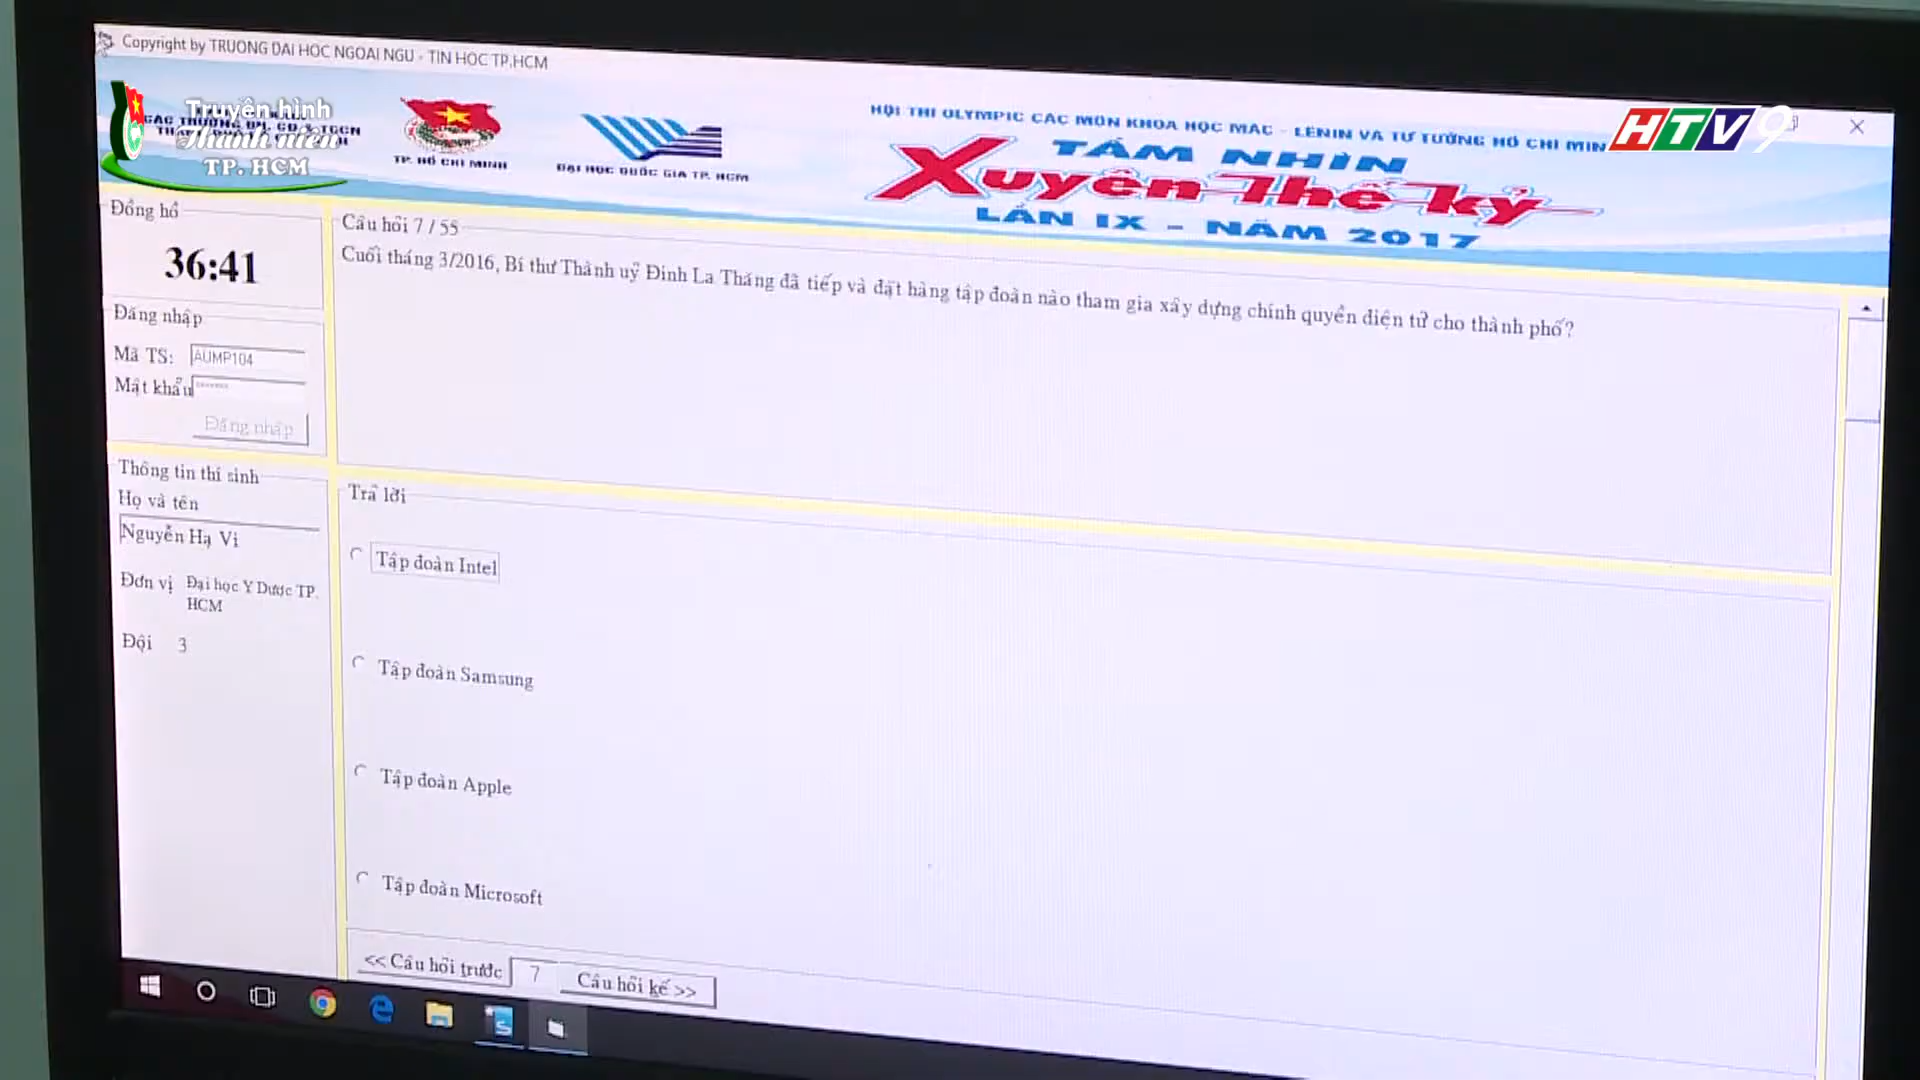 Copyright by TRUONG DAI HOC NGOAI NGU - TIN HOC TP.HCM
Truyền hình
Thanh niên
TP. HCM
TP. HỒ CHÍ MINH
ĐẠI HỌC QUỐC GIA TP. HCM
HỘI THI OLYMPIC CÁC MÔN KHOA HỌC MÁC - LÊNIN VÀ TƯ TƯỞNG HỒ CHÍ MIN
TẦM NHÌN
Xuyên Thế Kỷ
LẦN IX - NĂM 2017
HTV9
Đồng hồ
36:41
Đăng nhập
Mã TS: AUMP104
Mật khẩu ********
Đăng nhập
Thông tin thí sinh
Họ và tên
Nguyễn Hạ Vi
Đơn vị Đại học Y Dược TP. HCM
Đội 3
Câu hỏi 7 / 55
Cuối tháng 3/2016, Bí thư Thành uỷ Đinh La Thăng đã tiếp và đặt hàng tập đoàn nào tham gia xây dựng chính quyền điện tử cho thành phố?
Trả lời
Tập đoàn Intel
Tập đoàn Samsung
Tập đoàn Apple
Tập đoàn Microsoft
<< Câu hỏi trước 7 Câu hỏi kế >>